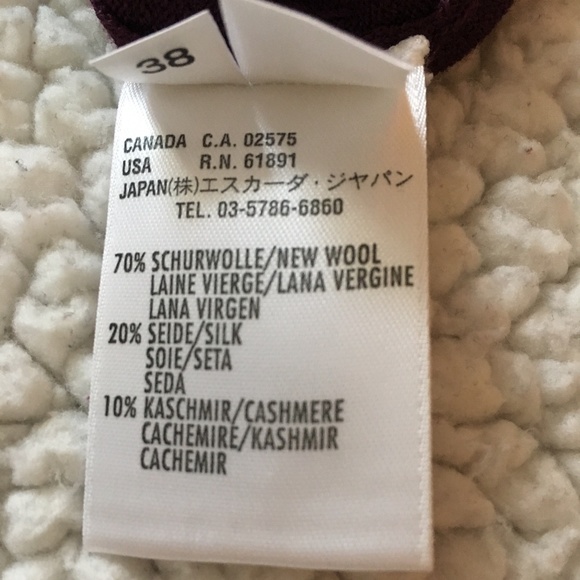 38
CANADA C.A. 02575
USA R.N. 61891
JAPAN(株)エスカーダ・ジャパン
TEL. 03-5786-6860
70% SCHURWOLLE/NEW WOOL
LAINE VIERGE/LANA VERGINE
LANA VIRGEN
20% SEIDE/SILK
SOIE/SETA
SEDA
10% KASCHMIR/CASHMERE
CACHEMIRE/KASHMIR
CACHEMIR